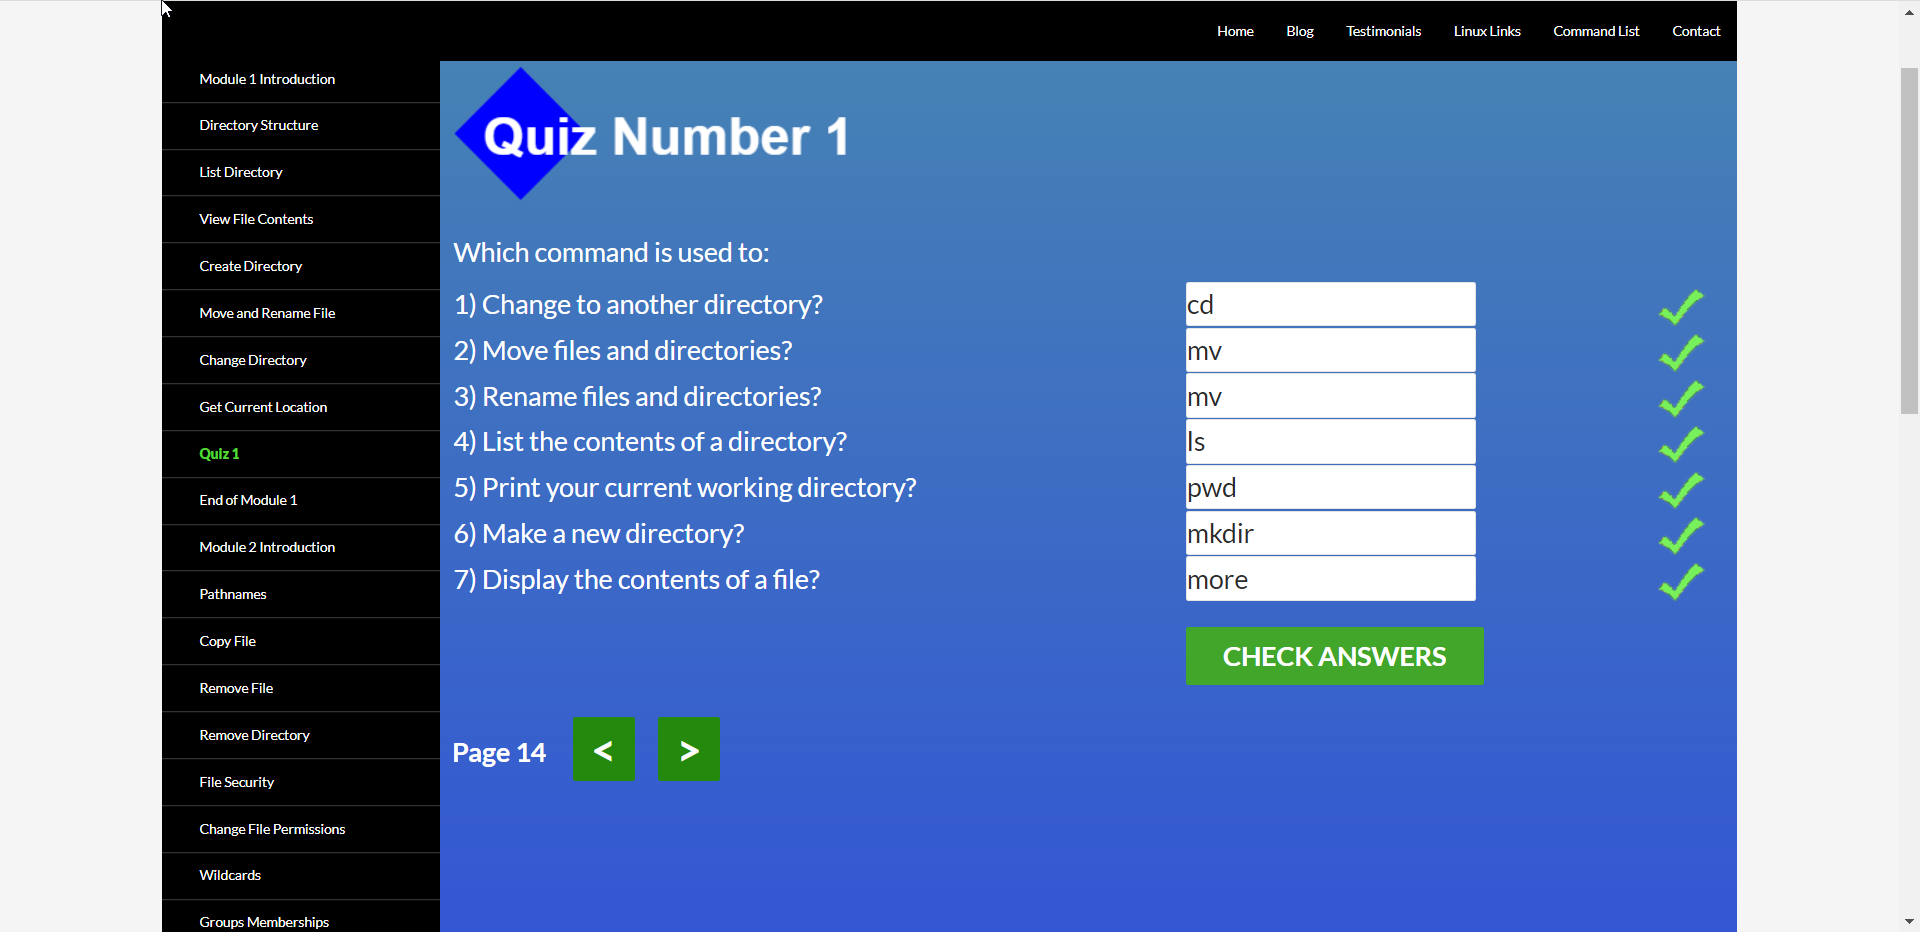 Home Blog Testimonials Linux Links Command List Contact
Module 1 Introduction
Directory Structure
List Directory
View File Contents
Create Directory
Move and Rename File
Change Directory
Get Current Location
Quiz 1
End of Module 1
Module 2 Introduction
Pathnames
Copy File
Remove File
Remove Directory
File Security
Change File Permissions
Wildcards
Groups Memberships
Quiz Number 1
Which command is used to:
1) Change to another directory? cd
2) Move files and directories? mv
3) Rename files and directories? mv
4) List the contents of a directory? ls
5) Print your current working directory? pwd
6) Make a new directory? mkdir
7) Display the contents of a file? more
CHECK ANSWERS
Page 14 < >